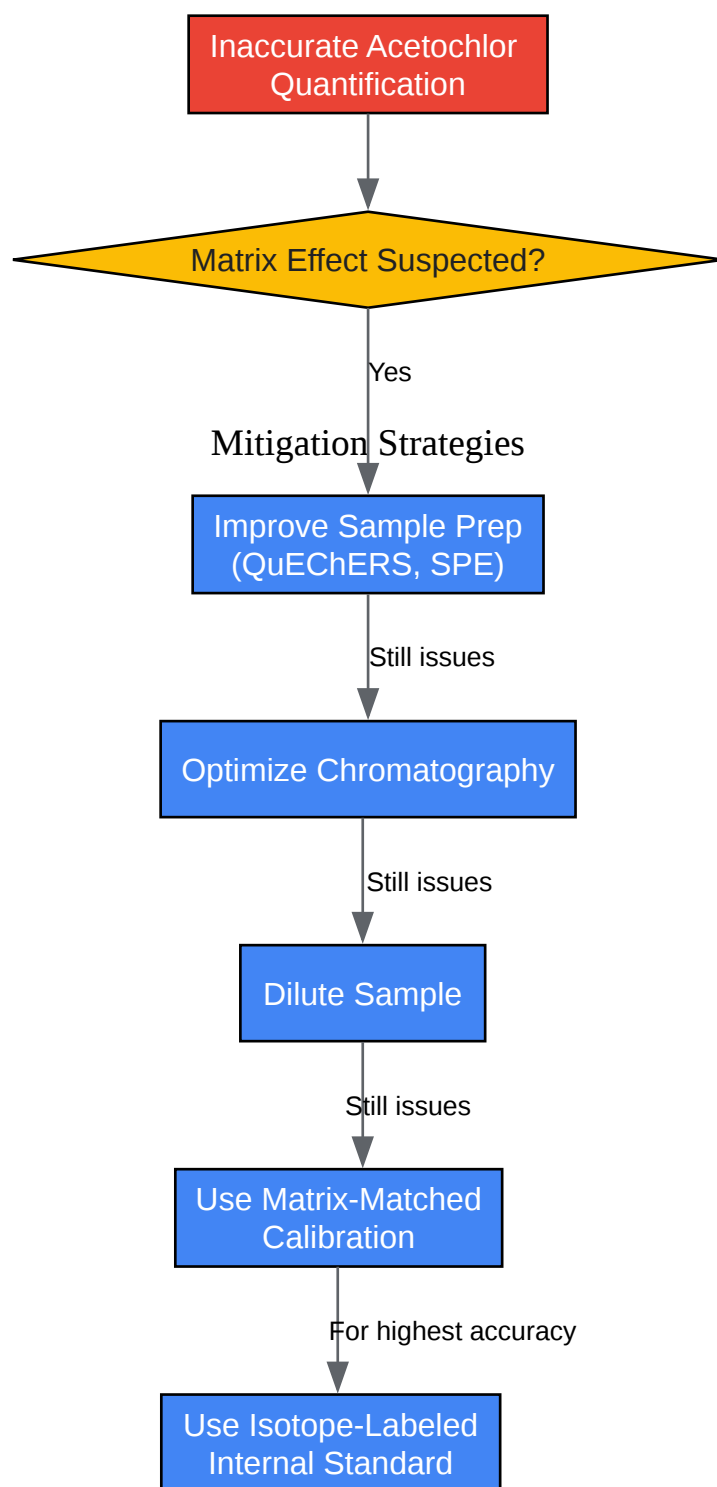 Inaccurate Acetochlor
Quantification
Matrix Effect Suspected?
Yes
Mitigation Strategies
Improve Sample Prep
(QuEChERS, SPE)
Still issues
Optimize Chromatography
Still issues
Dilute Sample
Still issues
Use Matrix-Matched
Calibration
For highest accuracy
Use Isotope-Labeled
Internal Standard